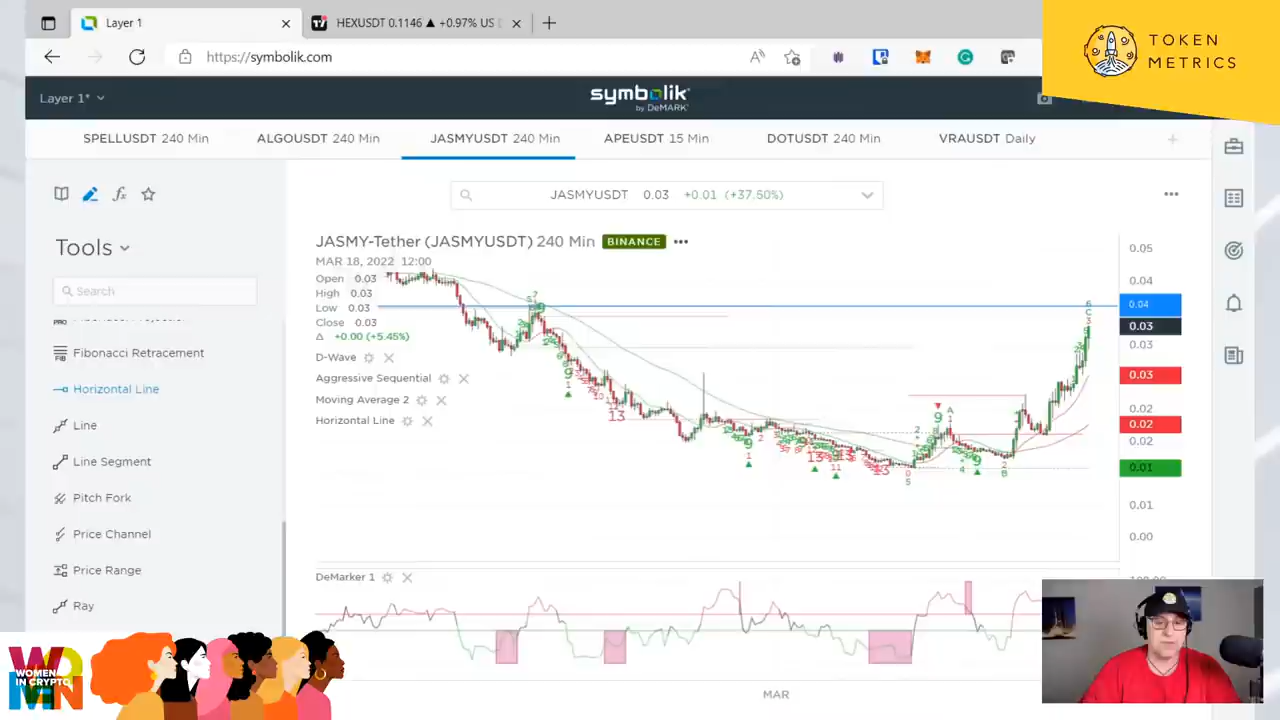 Layer 1
HEXUSDT 0.1146 ▲ +0.97% US
https://symbolik.com
TOKEN
METRICS
Layer 1*
symbolik
by DeMARK
SPELLUSDT 240 Min
ALGOUSDT 240 Min
JASMYUSDT 240 Min
APEUSDT 15 Min
DOTUSDT 240 Min
VRAUSDT Daily
JASMYUSDT 0.03 +0.01 (+37.50%)
Tools
Search
Fibonacci Retracement
Horizontal Line
Line
Line Segment
Pitch Fork
Price Channel
Price Range
Ray
JASMY-Tether (JASMYUSDT) 240 Min BINANCE
MAR 18, 2022 12:00
Open 0.03
High 0.03
Low 0.03
Close 0.03
Δ +0.00 (+5.45%)
D-Wave
Aggressive Sequential
Moving Average 2
Horizontal Line
0.05
0.04
0.04
0.03
0.03
0.03
0.02
0.02
0.02
0.01
0.01
0.00
DeMarker 1
MAR
WOMEN
IN CRYPTO